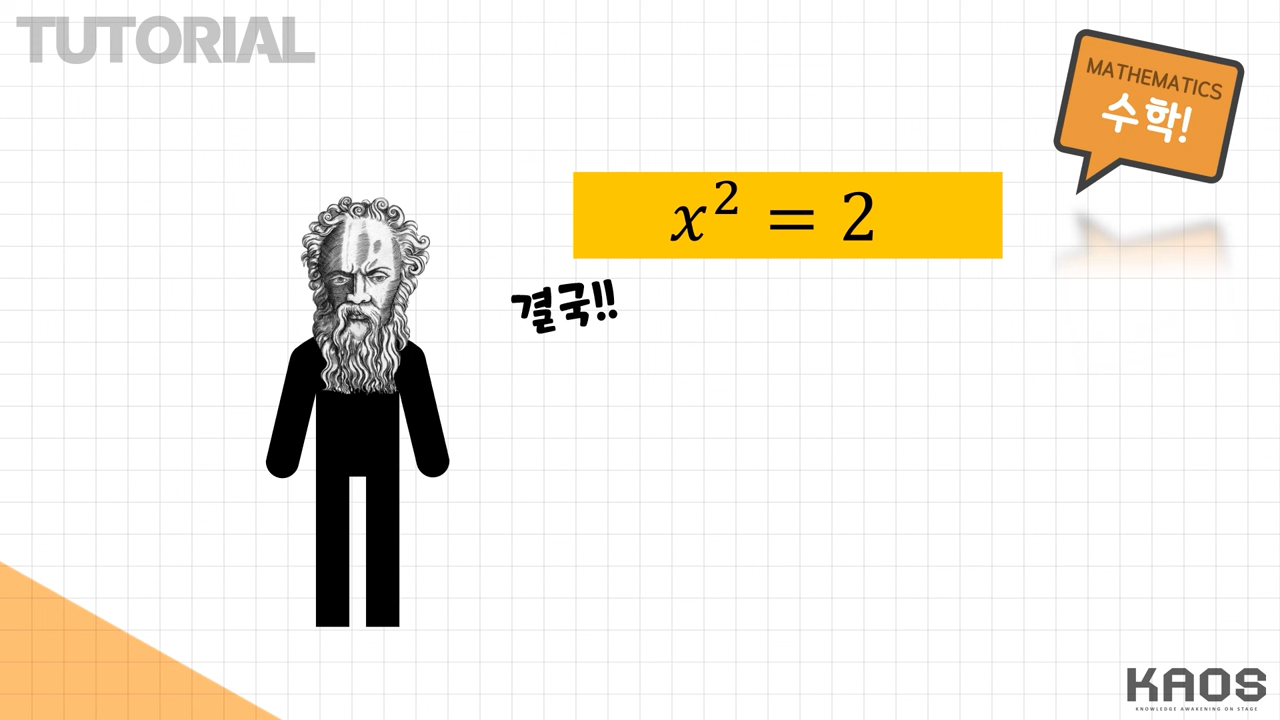 TUTORIAL
MATHEMATICS
수학!
x² = 2
결국!!
KAOS
KNOWLEDGE AWAKENING ON STAGE